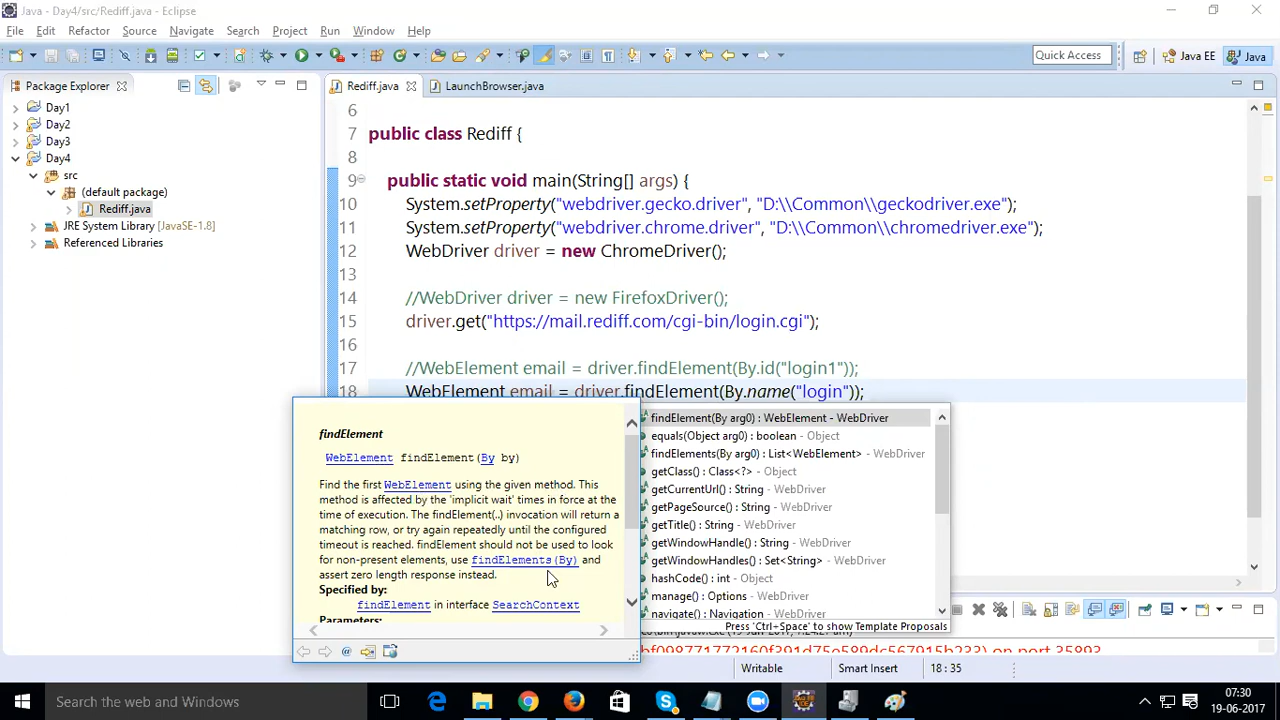 Java - Day4/src/Rediff.java - Eclipse
File Edit Refactor Source Navigate Search Project Run Window Help
Quick Access
Java EE
Java
Package Explorer
Rediff.java
LaunchBrowser.java
Day1
Day2
Day3
Day4
src
(default package)
Rediff.java
JRE System Library [JavaSE-1.8]
Referenced Libraries
6
7 public class Rediff {
8
9 public static void main(String[] args) {
10 System.setProperty("webdriver.gecko.driver", "D:\\Common\\geckodriver.exe");
11 System.setProperty("webdriver.chrome.driver", "D:\\Common\\chromedriver.exe");
12 WebDriver driver = new ChromeDriver();
13
14 //WebDriver driver = new FirefoxDriver();
15 driver.get("https://mail.rediff.com/cgi-bin/login.cgi");
16
17 //WebElement email = driver.findElement(By.id("login1"));
18 WebElement email = driver.findElement(By.name("login"));
findElement
WebElement findElement(By by)
Find the first WebElement using the given method. This
method is affected by the 'implicit wait' times in force at the
time of execution. The findElement(..) invocation will return a
matching row, or try again repeatedly until the configured
timeout is reached. findElement should not be used to look
for non-present elements, use findElements(By) and
assert zero length response instead.
Specified by:
findElement in interface SearchContext
Parameters:
findElement(By arg0) : WebElement - WebDriver
equals(Object arg0) : boolean - Object
findElements(By arg0) : List<WebElement> - WebDriver
getClass() : Class<?> - Object
getCurrentUrl() : String - WebDriver
getPageSource() : String - WebDriver
getTitle() : String - WebDriver
getWindowHandle() : String - WebDriver
getWindowHandles() : Set<String> - WebDriver
hashCode() : int - Object
manage() : Options - WebDriver
navigate() : Navigation - WebDriver
Press 'Ctrl+Space' to show Template Proposals
on port 35893
Writable
Smart Insert
18 : 35
Search the web and Windows
07:30
19-06-2017